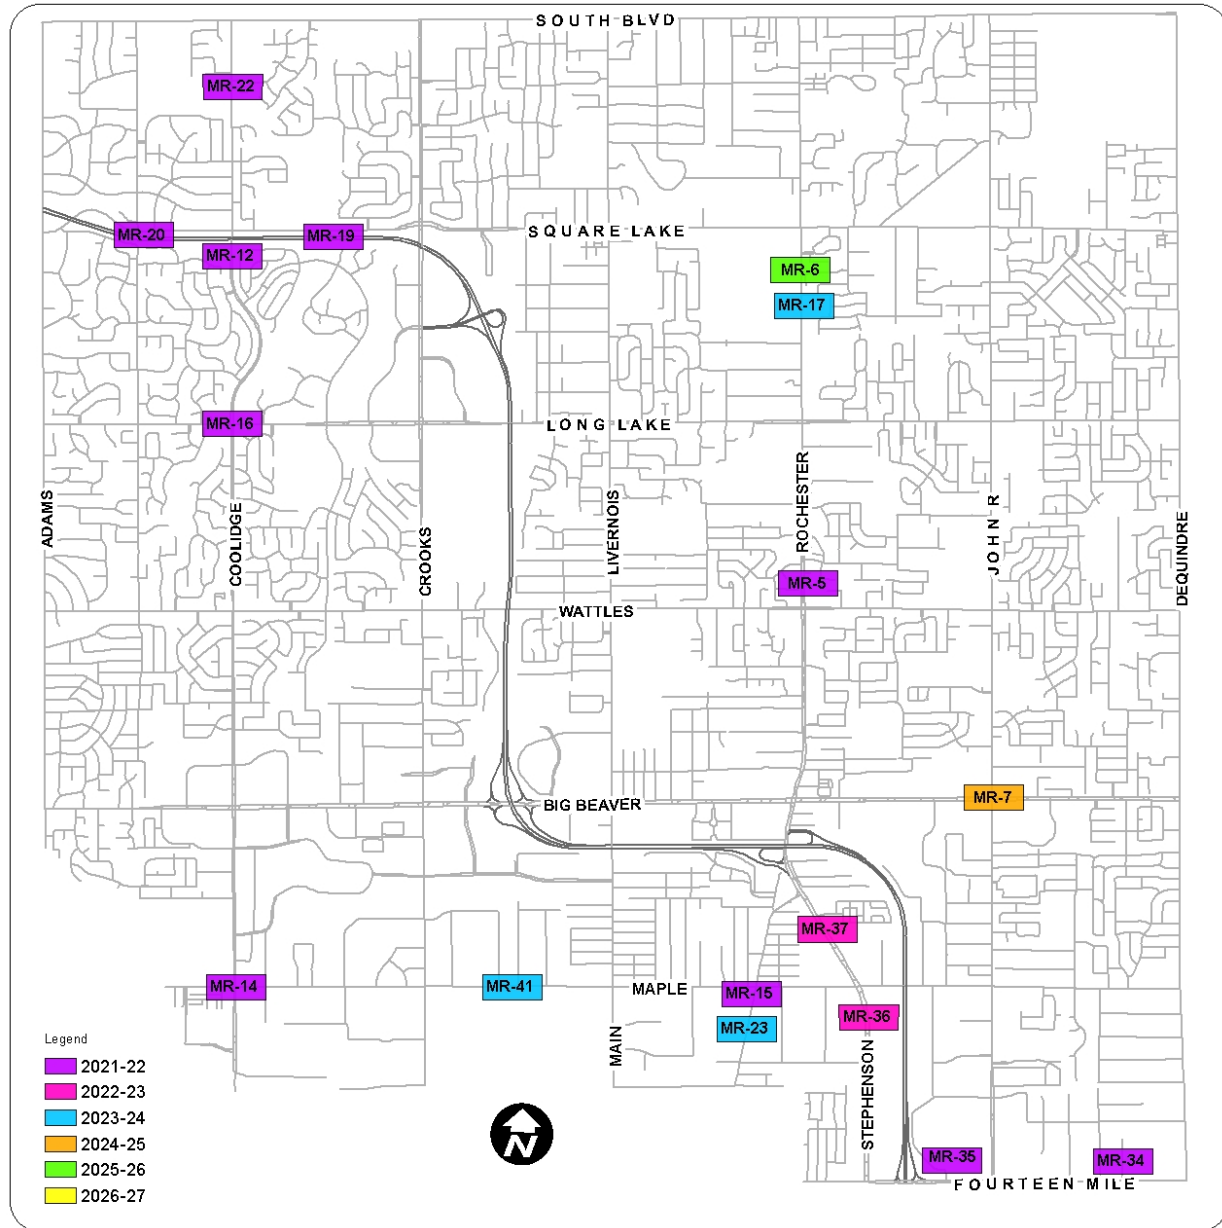 SOUTH BLVD
MR-22
MR-20
MR-19
SQUARE LAKE
MR-12
MR-6
MR-17
MR-16
LONG LAKE
ADAMS
COOLIDGE
CROOKS
LIVERNOIS
ROCHESTER
JOHN R
DEQUINDRE
MR-5
WATTLES
BIG BEAVER
MR-7
MR-37
MR-14
MR-41
MAPLE
MR-15
MR-36
MR-23
MAIN
STEPHENSON
Legend
2021-22
2022-23
2023-24
2024-25
2025-26
2026-27
N
MR-35
MR-34
FOURTEEN MILE